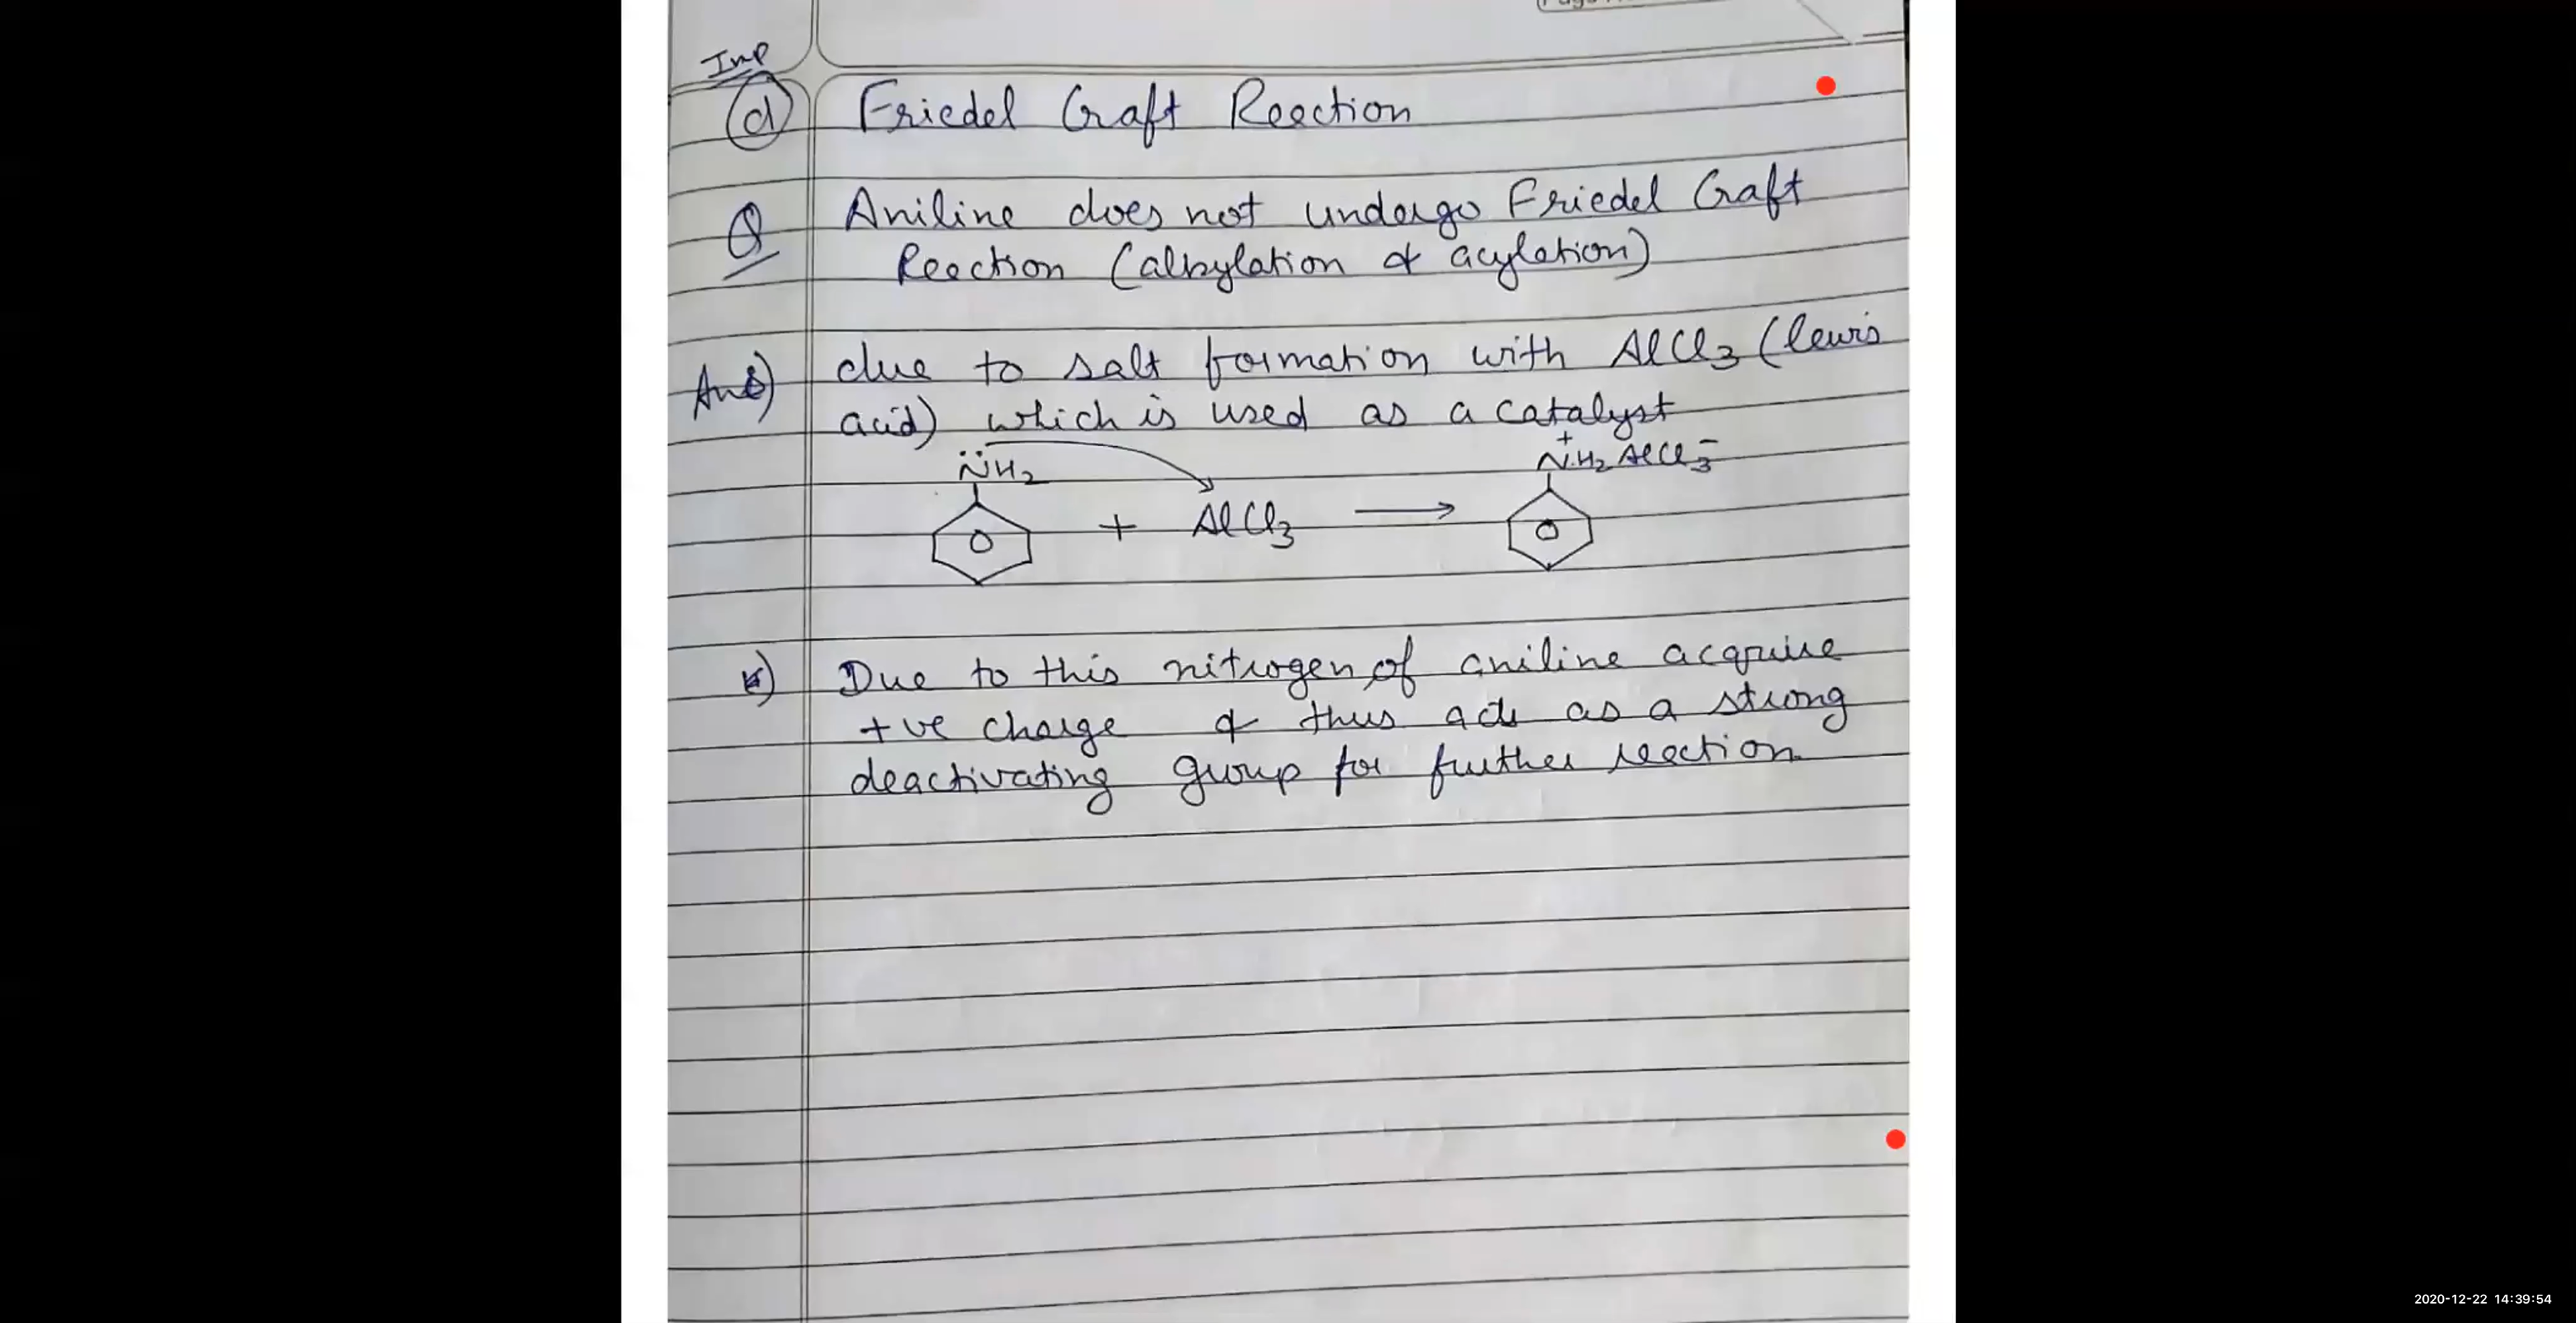 Imp
(d) Friedel Craft Reaction
Q Aniline does not undergo Friedel Craft
Reaction (alkylation & acylation)
Ans) due to salt formation with AlCl3 (lewis
acid) which is used as a catalyst
N̈H2 + AlCl3 ⟶ N⁺H2 AlCl3⁻
Due to this nitrogen of aniline acquire
+ve charge & thus acts as a strong
deactivating group for further reaction
2020-12-22 14:39:54